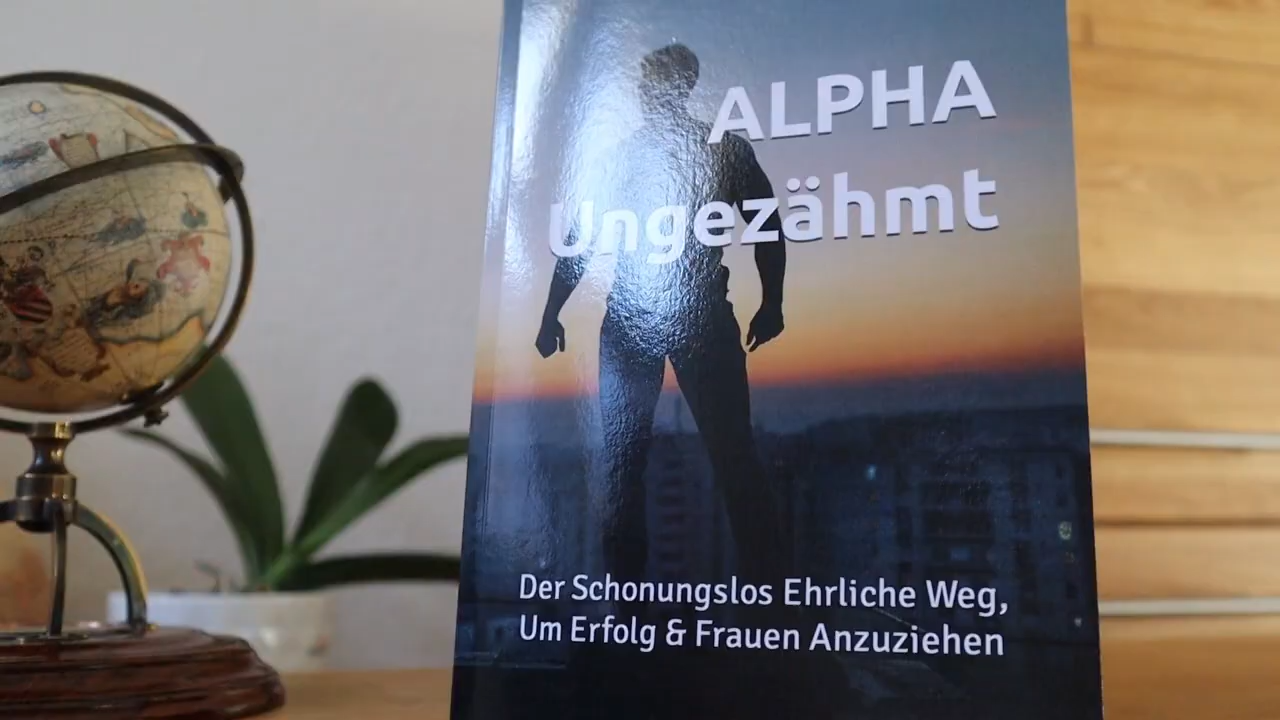 ALPHA
Ungezähmt
Der Schonungslos Ehrliche Weg,
Um Erfolg & Frauen Anzuziehen